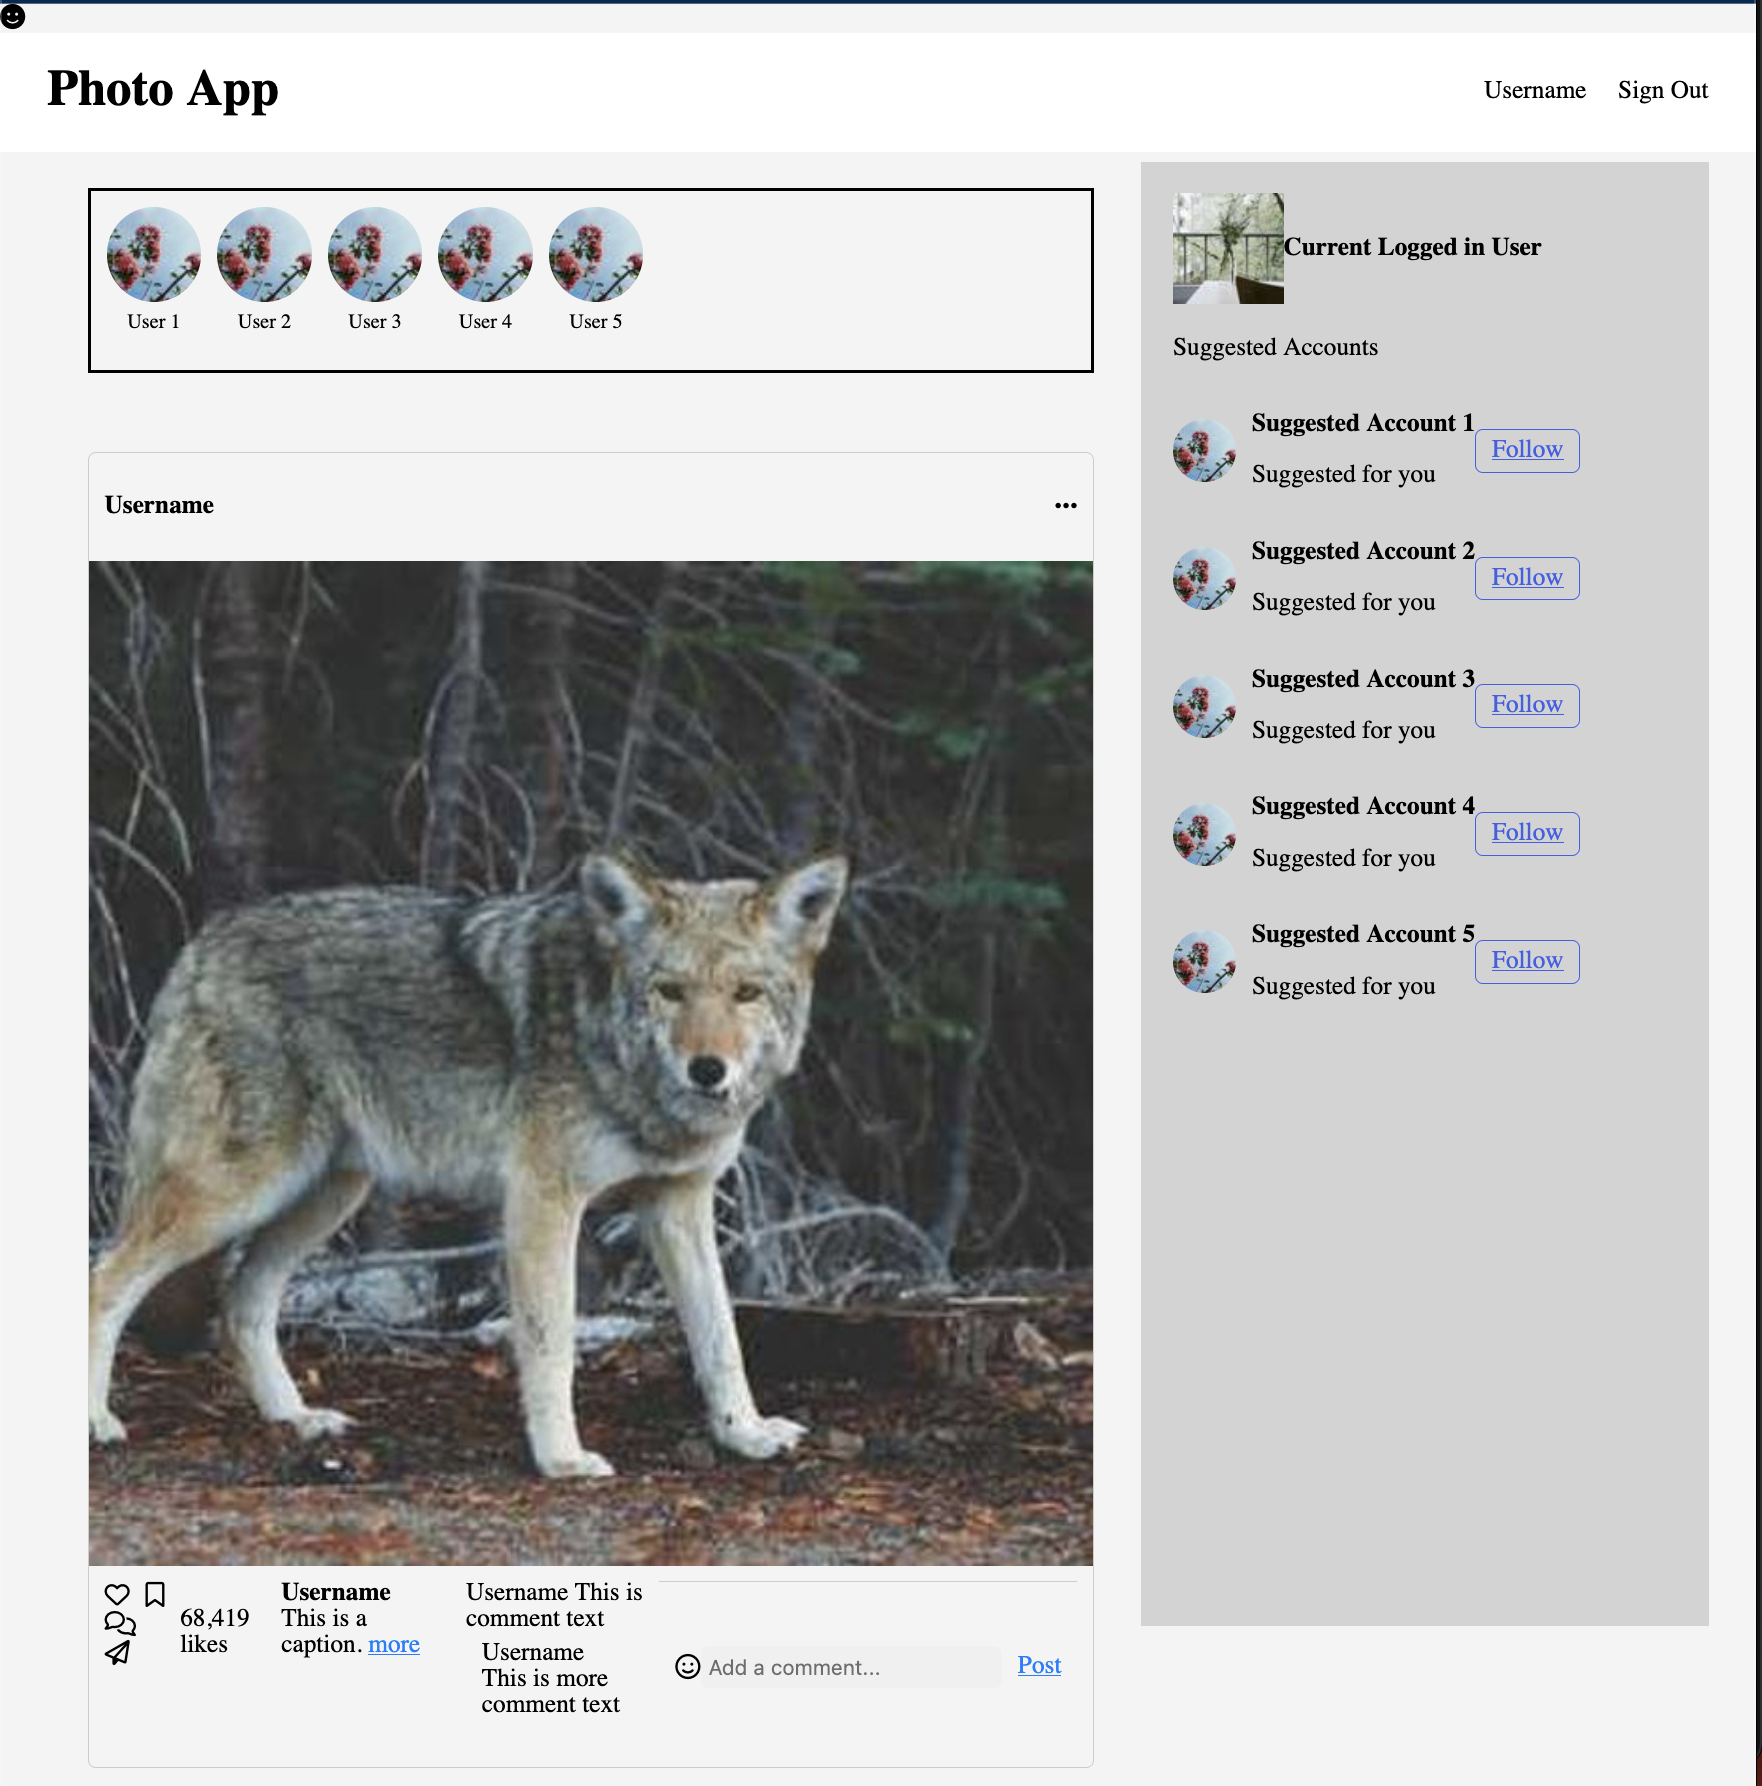 Photo App
Username
Sign Out
User 1
User 2
User 3
User 4
User 5
Username
68,419
likes
Username
This is a
caption. more
Username This is
comment text
Username
This is more
comment text
Add a comment...
Post
Current Logged in User
Suggested Accounts
Suggested Account 1
Suggested for you
Follow
Suggested Account 2
Suggested for you
Follow
Suggested Account 3
Suggested for you
Follow
Suggested Account 4
Suggested for you
Follow
Suggested Account 5
Suggested for you
Follow